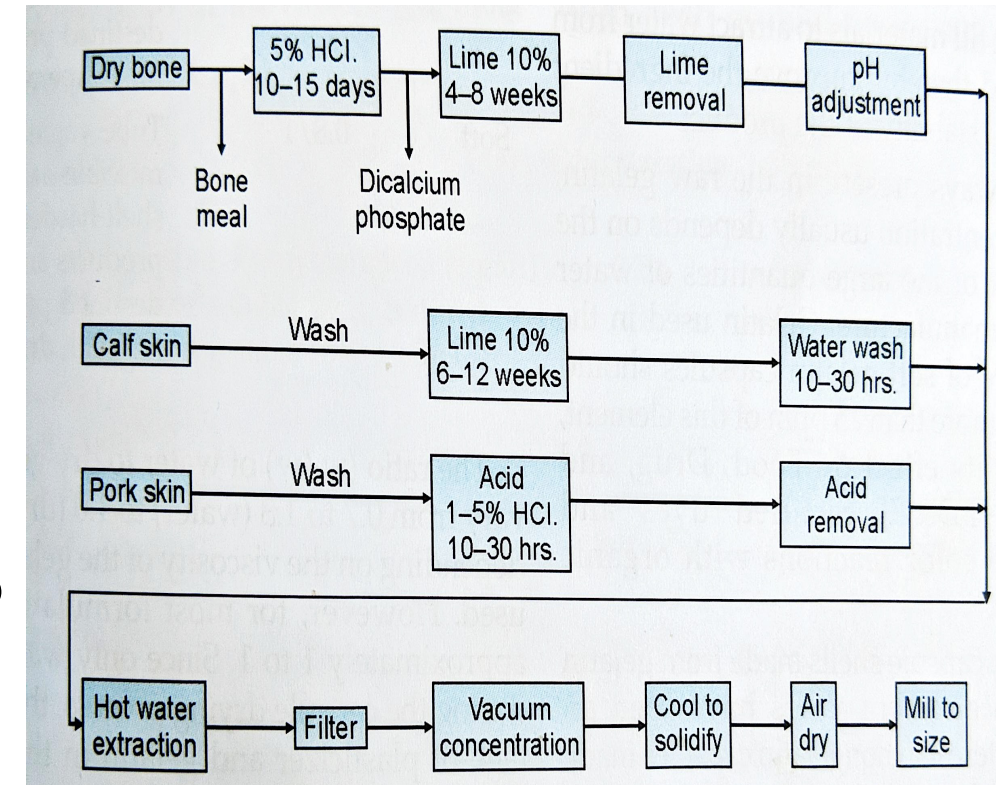 Dry bone
5% HCl.
10–15 days
Lime 10%
4–8 weeks
Lime
removal
pH
adjustment
Bone
meal
Dicalcium
phosphate
Calf skin
Wash
Lime 10%
6–12 weeks
Water wash
10–30 hrs.
Pork skin
Wash
Acid
1–5% HCl.
10–30 hrs.
Acid
removal
Hot water
extraction
Filter
Vacuum
concentration
Cool to
solidify
Air
dry
Mill to
size